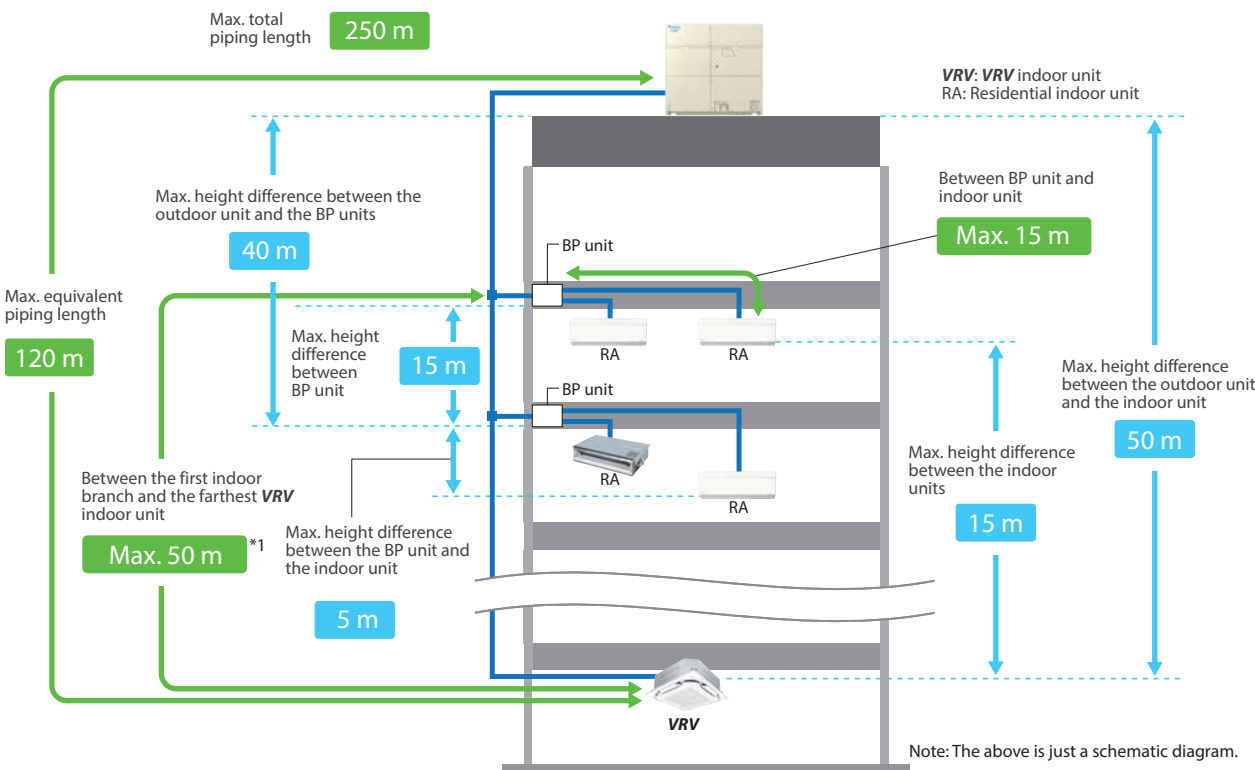 Max. total
piping length
250 m
VRV: VRV indoor unit
RA: Residential indoor unit
Max. height difference between the
outdoor unit and the BP units
40 m
Between BP unit and
indoor unit
Max. 15 m
BP unit
Max. equivalent
piping length
120 m
Max. height
difference
between
BP unit
15 m
RA
RA
BP unit
Max. height difference
between the outdoor unit
and the indoor unit
50 m
Max. height difference
between the indoor
units
15 m
RA
RA
Between the first indoor
branch and the farthest VRV
indoor unit
Max. 50 m
*1
Max. height difference
between the BP unit and
the indoor unit
5 m
VRV
Note: The above is just a schematic diagram.